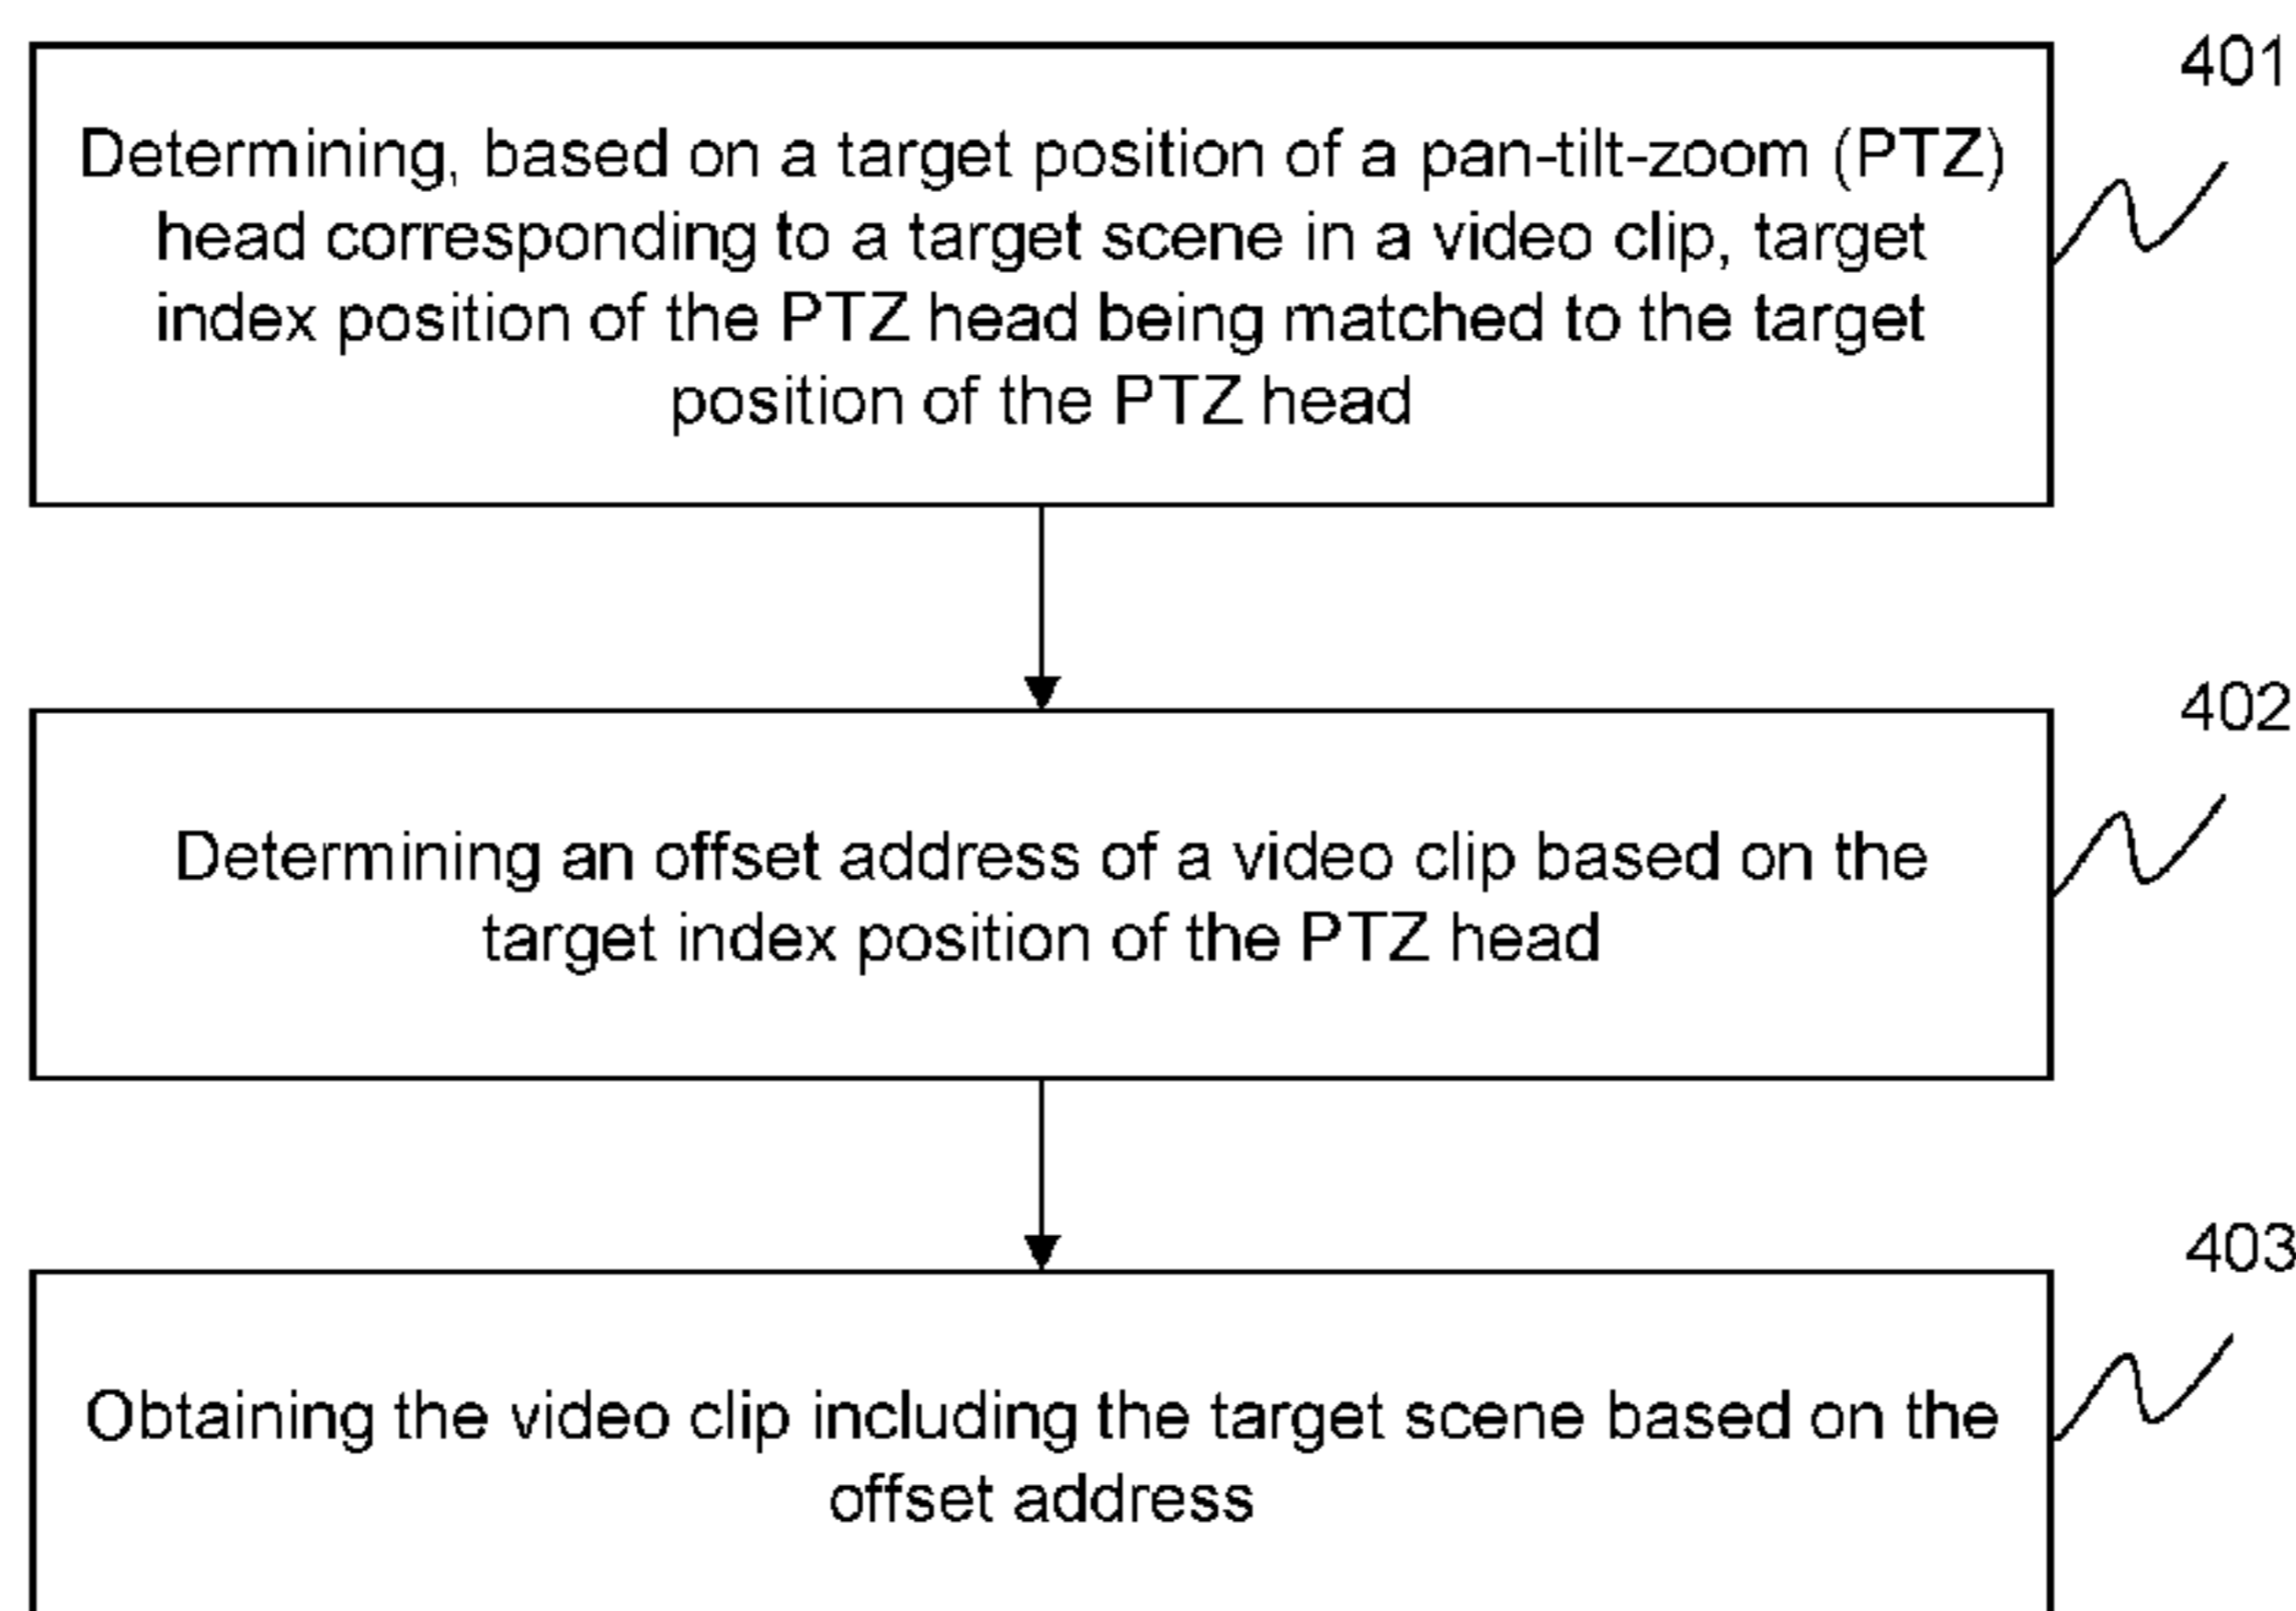 401
Determining, based on a target position of a pan-tilt-zoom (PTZ)
head corresponding to a target scene in a video clip, target
index position of the PTZ head being matched to the target
position of the PTZ head
402
Determining an offset address of a video clip based on the
target index position of the PTZ head
403
Obtaining the video clip including the target scene based on the
offset address